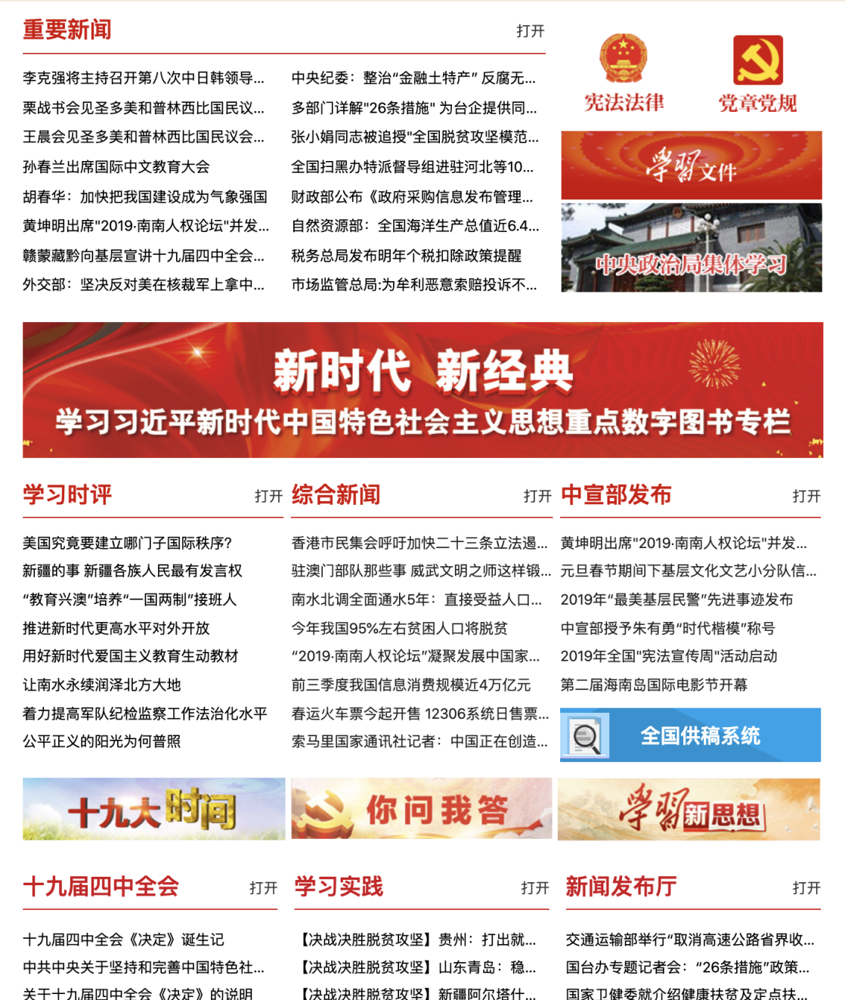 重要新闻 打开
李克强将主持召开第八次中日韩领导...
栗战书会见圣多美和普林西比国民议...
王晨会见圣多美和普林西比国民议会...
孙春兰出席国际中文教育大会
胡春华：加快把我国建设成为气象强国
黄坤明出席"2019·南南人权论坛"并发...
赣蒙藏黔向基层宣讲十九届四中全会...
外交部：坚决反对美在核裁军上拿中...
中央纪委：整治“金融土特产” 反腐无...
多部门详解"26条措施" 为台企提供同...
张小娟同志被追授"全国脱贫攻坚模范...
全国扫黑办特派督导组进驻河北等10...
财政部公布《政府采购信息发布管理...
自然资源部：全国海洋生产总值近6.4...
税务总局发布明年个税扣除政策提醒
市场监管总局:为牟利恶意索赔投诉不...
宪法法律
党章党规
学习文件
中央政治局集体学习
新时代 新经典
学习习近平新时代中国特色社会主义思想重点数字图书专栏
学习时评 打开
美国究竟要建立哪门子国际秩序?
新疆的事 新疆各族人民最有发言权
“教育兴澳”培养“一国两制”接班人
推进新时代更高水平对外开放
用好新时代爱国主义教育生动教材
让南水永续润泽北方大地
着力提高军队纪检监察工作法治化水平
公平正义的阳光为何普照
综合新闻 打开
香港市民集会呼吁加快二十三条立法遏...
驻澳门部队那些事 威武文明之师这样锻...
南水北调全面通水5年：直接受益人口...
今年我国95%左右贫困人口将脱贫
“2019·南南人权论坛”凝聚发展中国家...
前三季度我国信息消费规模近4万亿元
春运火车票今起开售 12306系统日售票...
索马里国家通讯社记者：中国正在创造...
中宣部发布 打开
黄坤明出席"2019·南南人权论坛"并发...
元旦春节期间下基层文化文艺小分队信...
2019年“最美基层民警”先进事迹发布
中宣部授予朱有勇“时代楷模”称号
2019年全国"宪法宣传周"活动启动
第二届海南岛国际电影节开幕
全国供稿系统
十九大时间
你问我答
學習新思想
十九届四中全会 打开
十九届四中全会《决定》诞生记
中共中央关于坚持和完善中国特色社...
关于十九届四中全会《决定》的说明
学习实践 打开
【决战决胜脱贫攻坚】贵州：打出就...
【决战决胜脱贫攻坚】山东青岛：稳...
【决战决胜脱贫攻坚】新疆阿尔塔什...
新闻发布厅 打开
交通运输部举行“取消高速公路省界收...
国台办专题记者会：“26条措施”政策...
国家卫健委就介绍健康扶贫及定点扶...